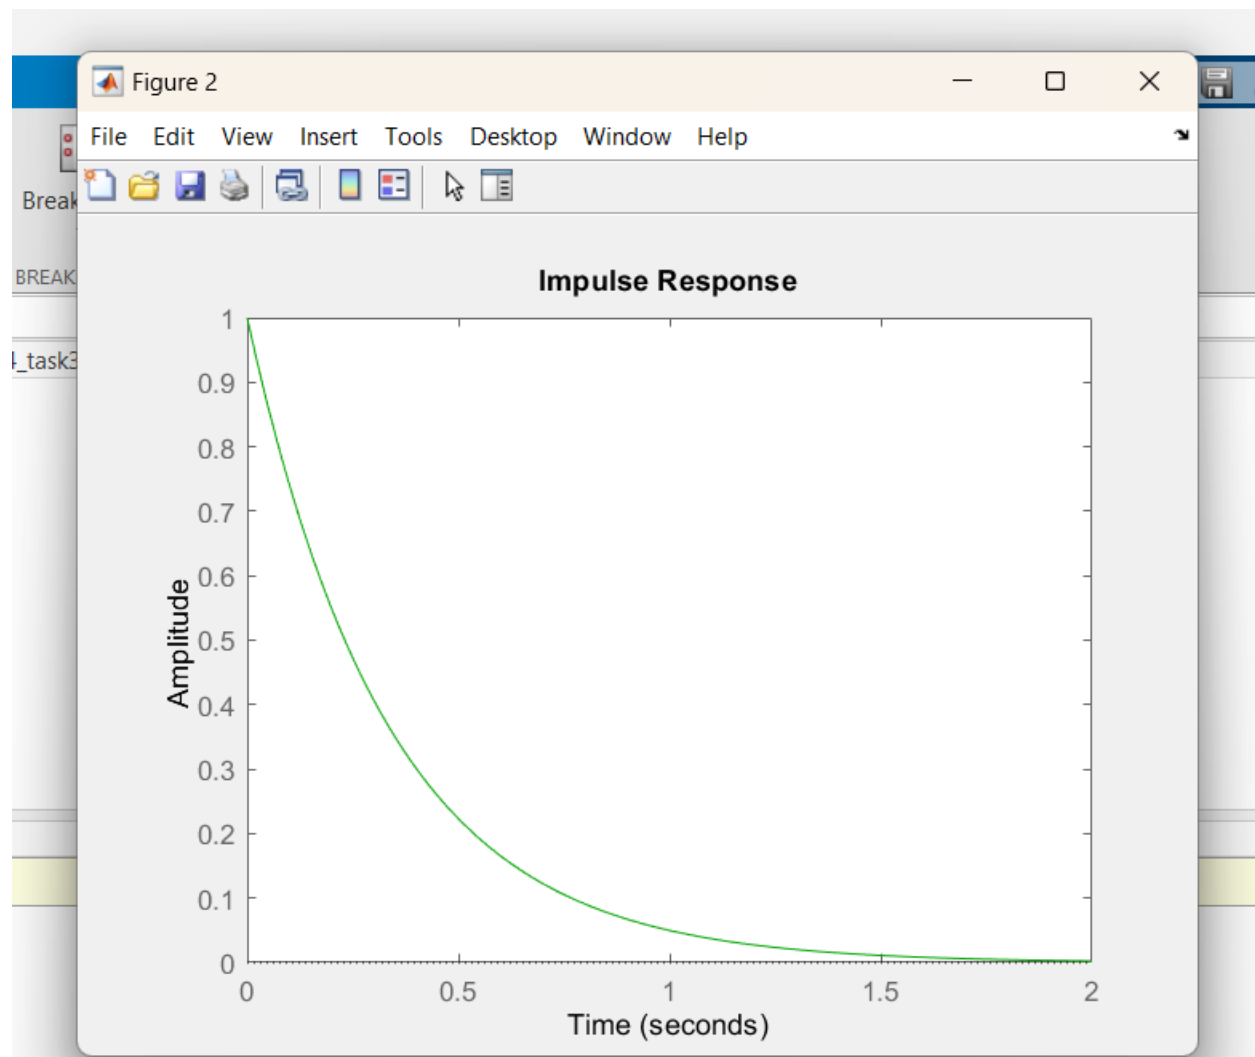 Figure 2
File Edit View Insert Tools Desktop Window Help
Break
BREAK
_task3
Impulse Response
Amplitude
1
0.9
0.8
0.7
0.6
0.5
0.4
0.3
0.2
0.1
0
0 0.5 1 1.5 2
Time (seconds)